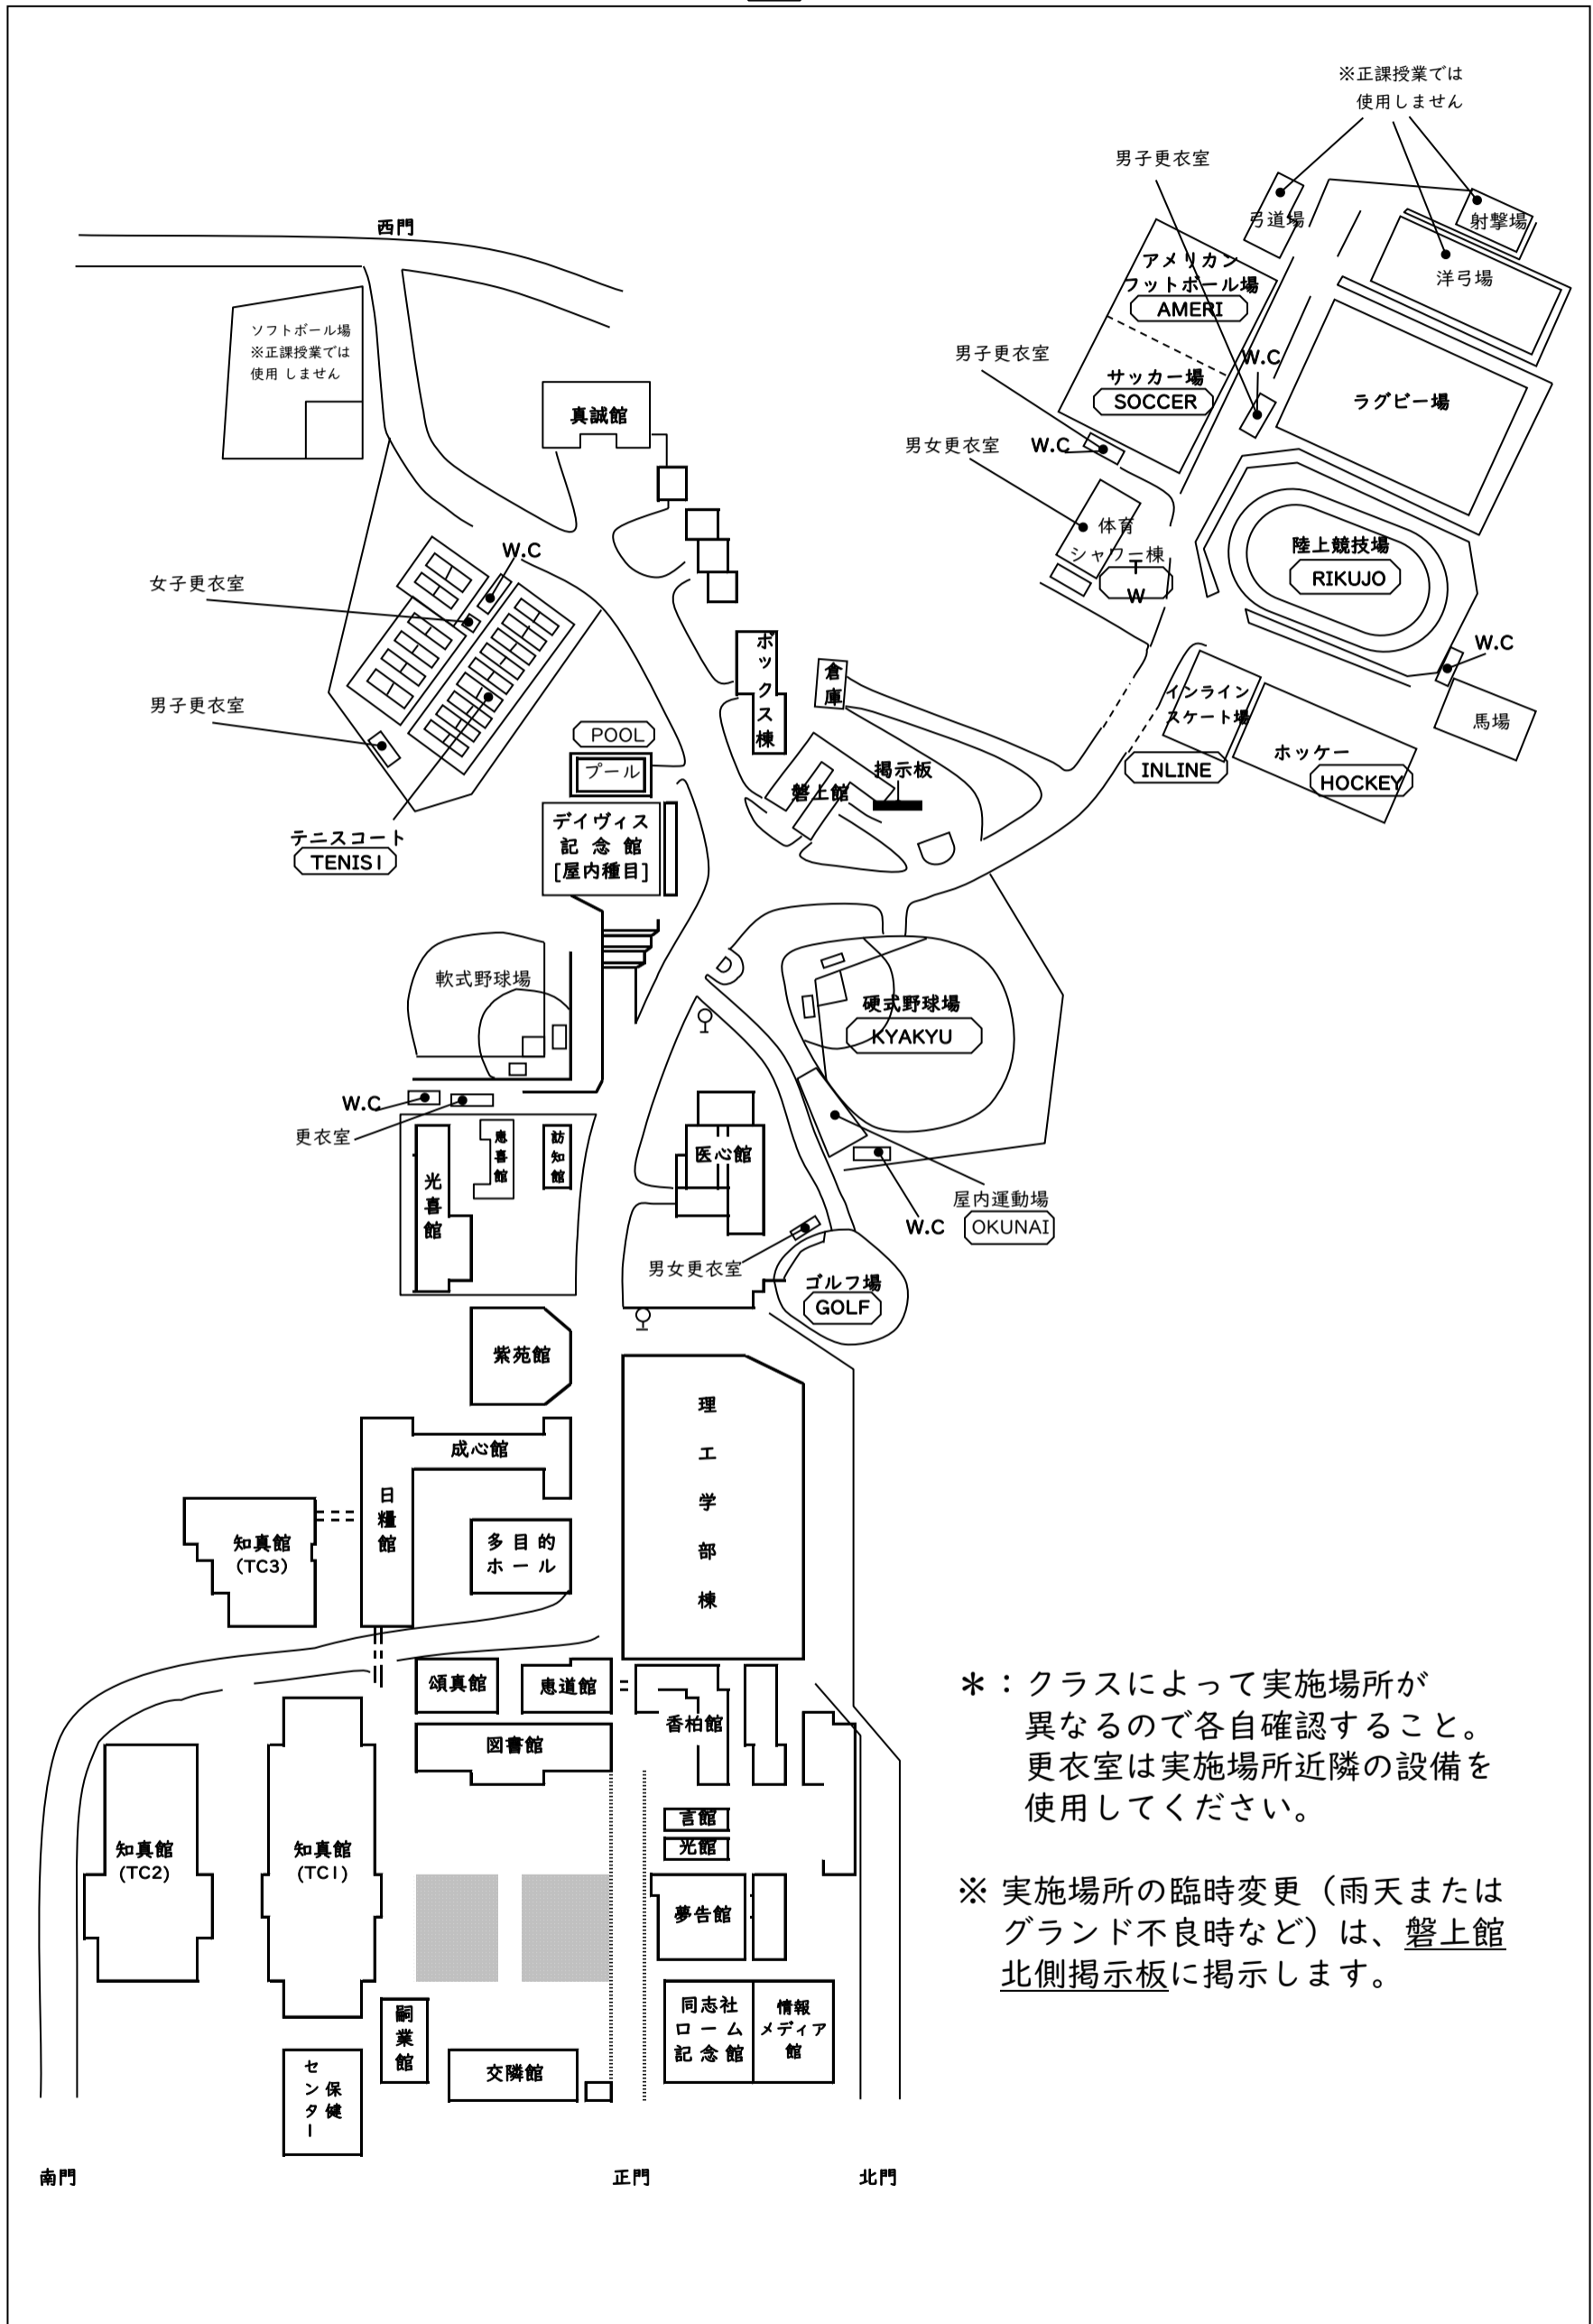 ※正課授業では
使用しません
男子更衣室
弓道場
射撃場
洋弓場
西門
アメリカン
フットボール場
AMERI
ソフトボール場
※正課授業では
使用 しません
男子更衣室
W.C
サッカー場
SOCCER
ラグビー場
真誠館
男女更衣室
W.C
体育
シャワー棟
T
W
陸上競技場
RIKUJO
W.C
女子更衣室
W.C
馬場
男子更衣室
ボックス棟
倉庫
インライン
スケート場
INLINE
ホッケー
HOCKEY
POOL
プール
掲示板
磐上館
テニスコート
TENIS1
デイヴィス
記念館
[屋内種目]
軟式野球場
硬式野球場
KYAKYU
W.C
更衣室
恵喜館
訪知館
光喜館
医心館
屋内運動場
OKUNAI
W.C
男女更衣室
ゴルフ場
GOLF
紫苑館
理工学部棟
成心館
日糧館
知真館
(TC3)
多目的
ホール
頌真館
恵道館
香柏館
図書館
言館
光館
知真館
(TC2)
知真館
(TC1)
夢告館
嗣業館
同志社
ローム
記念館
情報
メディア
館
交隣館
保健
センター
南門
正門
北門
＊：クラスによって実施場所が
異なるので各自確認すること。
更衣室は実施場所近隣の設備を
使用してください。
※ 実施場所の臨時変更（雨天または
グランド不良時など）は、磐上館
北側掲示板に掲示します。